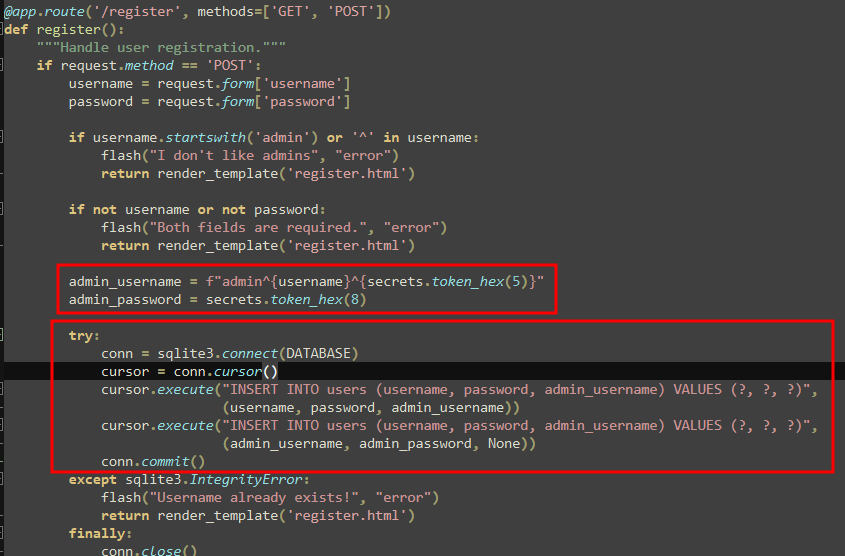 @app.route('/register', methods=['GET', 'POST'])
def register():
    """Handle user registration."""
    if request.method == 'POST':
        username = request.form['username']
        password = request.form['password']

        if username.startswith('admin') or '^' in username:
            flash("I don't like admins", "error")
            return render_template('register.html')

        if not username or not password:
            flash("Both fields are required.", "error")
            return render_template('register.html')

        admin_username = f"admin^{username}^{secrets.token_hex(5)}"
        admin_password = secrets.token_hex(8)

        try:
            conn = sqlite3.connect(DATABASE)
            cursor = conn.cursor()
            cursor.execute("INSERT INTO users (username, password, admin_username) VALUES (?, ?, ?)",
                           (username, password, admin_username))
            cursor.execute("INSERT INTO users (username, password, admin_username) VALUES (?, ?, ?)",
                           (admin_username, admin_password, None))
            conn.commit()
        except sqlite3.IntegrityError:
            flash("Username already exists!", "error")
            return render_template('register.html')
        finally:
            conn.close()